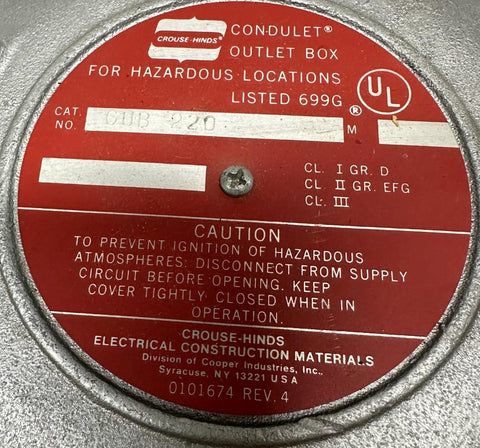 CROUSE-HINDS
CONDULET®
OUTLET BOX
FOR HAZARDOUS LOCATIONS
LISTED 699G
UL®
CAT. NO. GUB 220 M
CL. I GR. D
CL. II GR. EFG
CL. III
CAUTION
TO PREVENT IGNITION OF HAZARDOUS
ATMOSPHERES: DISCONNECT FROM SUPPLY
CIRCUIT BEFORE OPENING. KEEP
COVER TIGHTLY CLOSED WHEN IN
OPERATION.
CROUSE-HINDS
ELECTRICAL CONSTRUCTION MATERIALS
Division of Cooper Industries, Inc.,
Syracuse, NY 13221 U S A
0101674 REV. 4